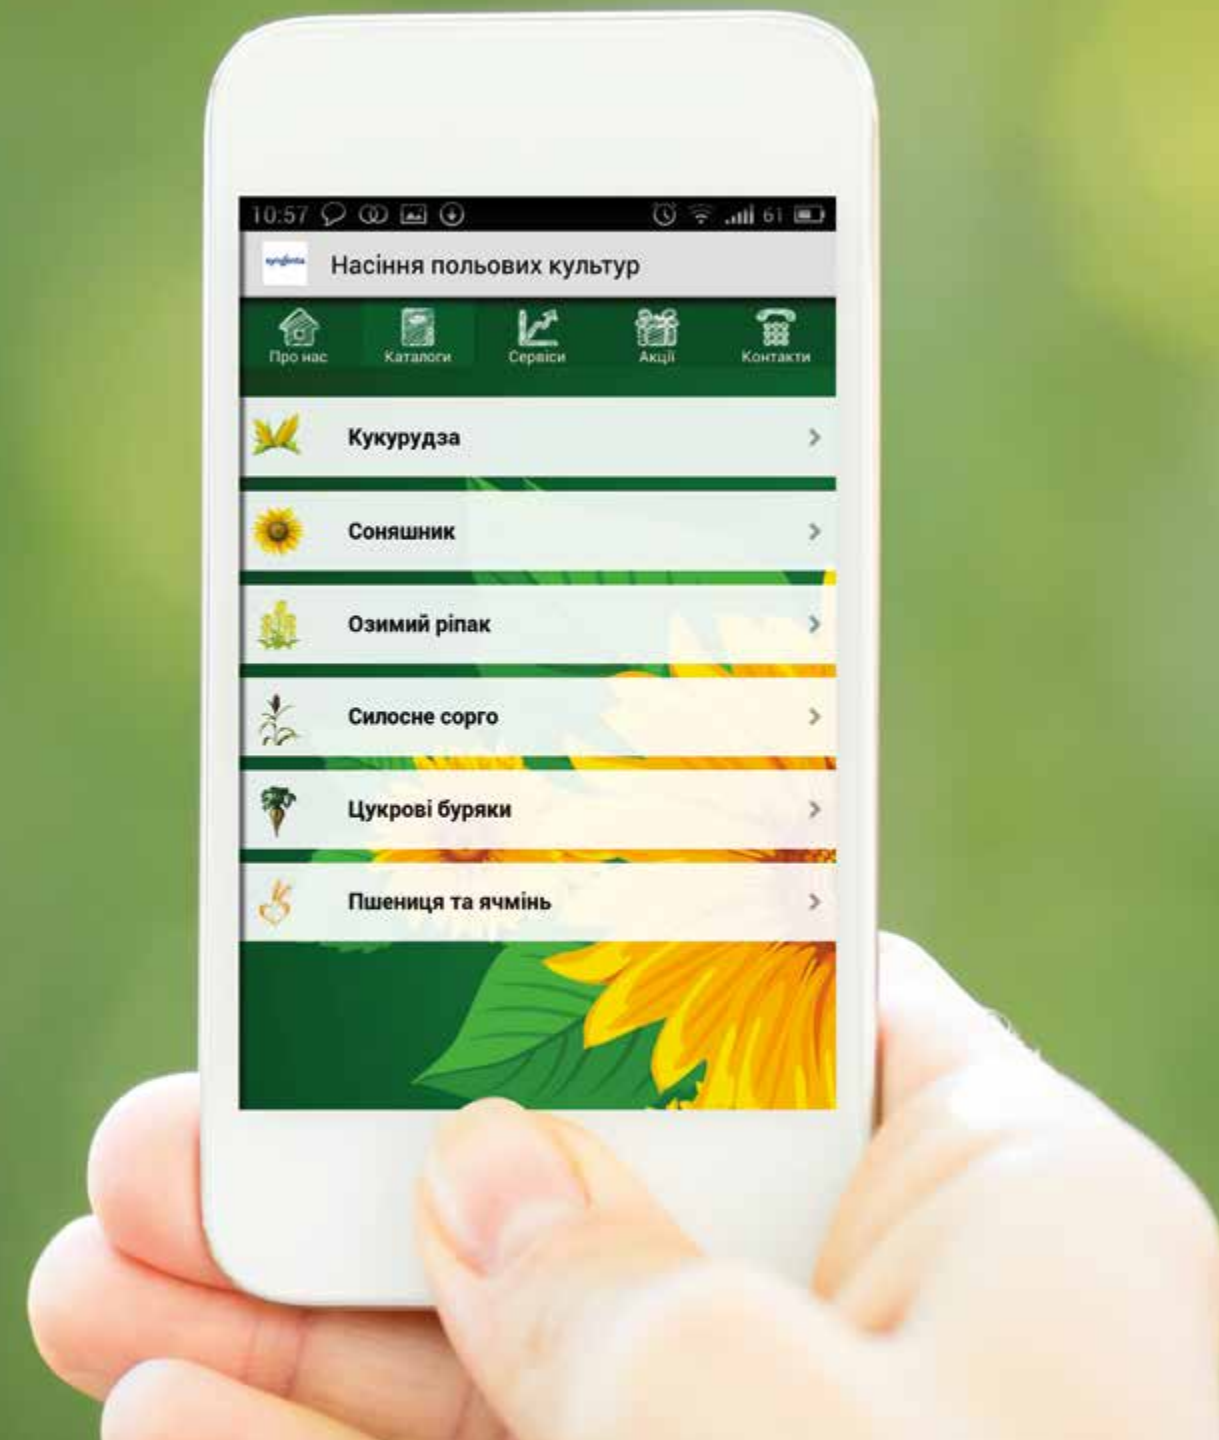 10:57 61
syngenta
Насіння польових культур
Про нас
Каталоги
Сервіси
Акції
Контакти
Кукурудза
Соняшник
Озимий ріпак
Силосне сорго
Цукрові буряки
Пшениця та ячмінь